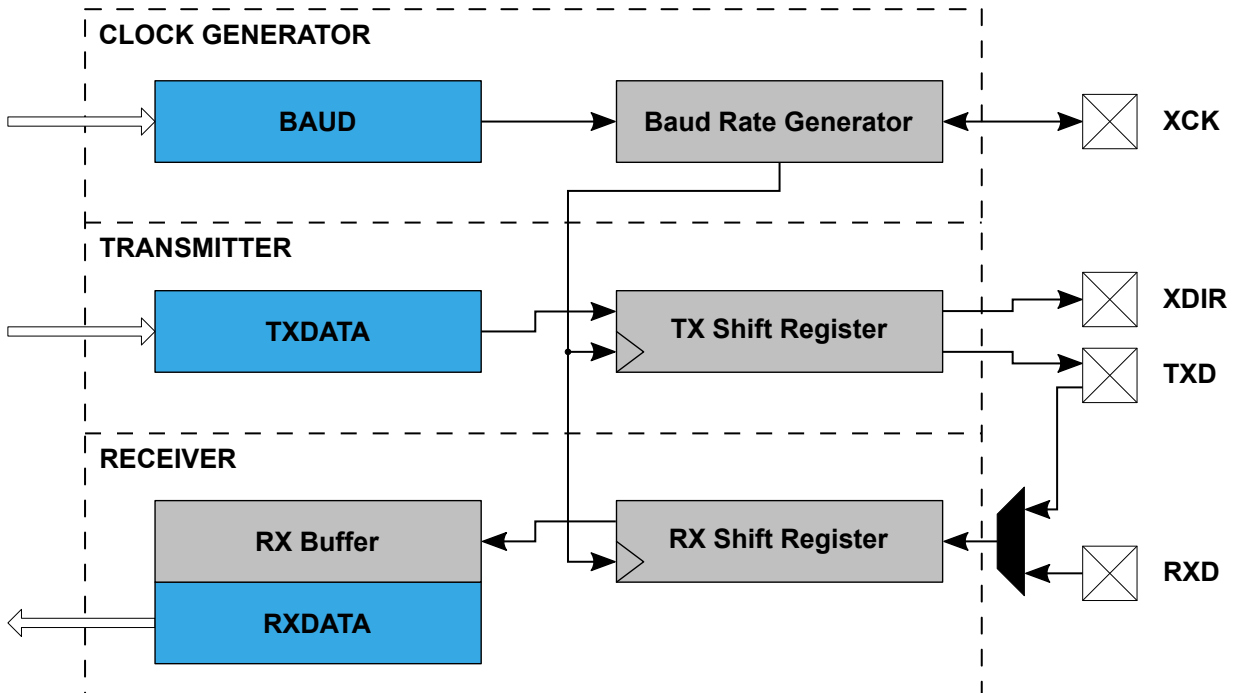 CLOCK GENERATOR
BAUD
Baud Rate Generator
XCK
TRANSMITTER
TXDATA
TX Shift Register
XDIR
TXD
RECEIVER
RX Buffer
RX Shift Register
RXD
RXDATA